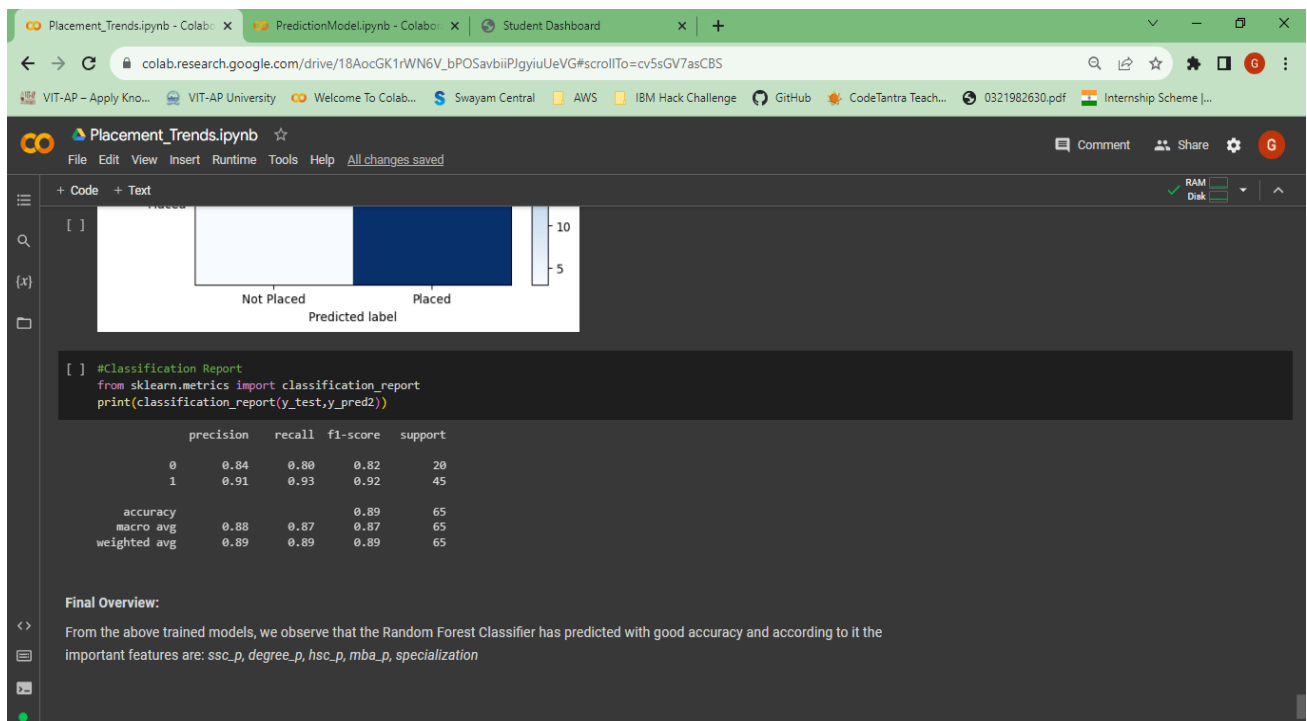 Placement_Trends.ipynb - Colabo
PredictionModel.ipynb - Colabor
Student Dashboard
colab.research.google.com/drive/18AocGK1rWN6V_bPOSavbiiPJgyiuUeVG#scrollTo=cv5sGV7asCBS
G
VIT-AP – Apply Kno... VIT-AP University Welcome To Colab... Swayam Central AWS IBM Hack Challenge GitHub CodeTantra Teach... 0321982630.pdf Internship Scheme |...
Placement_Trends.ipynb
Comment Share G
File Edit View Insert Runtime Tools Help All changes saved
+ Code + Text
RAM
Disk
[ ]
10
5
Not Placed Placed
Predicted label
[ ] #Classification Report
from sklearn.metrics import classification_report
print(classification_report(y_test,y_pred2))
precision recall f1-score support
0 0.84 0.80 0.82 20
1 0.91 0.93 0.92 45
accuracy 0.89 65
macro avg 0.88 0.87 0.87 65
weighted avg 0.89 0.89 0.89 65
Final Overview:
From the above trained models, we observe that the Random Forest Classifier has predicted with good accuracy and according to it the
important features are: ssc_p, degree_p, hsc_p, mba_p, specialization